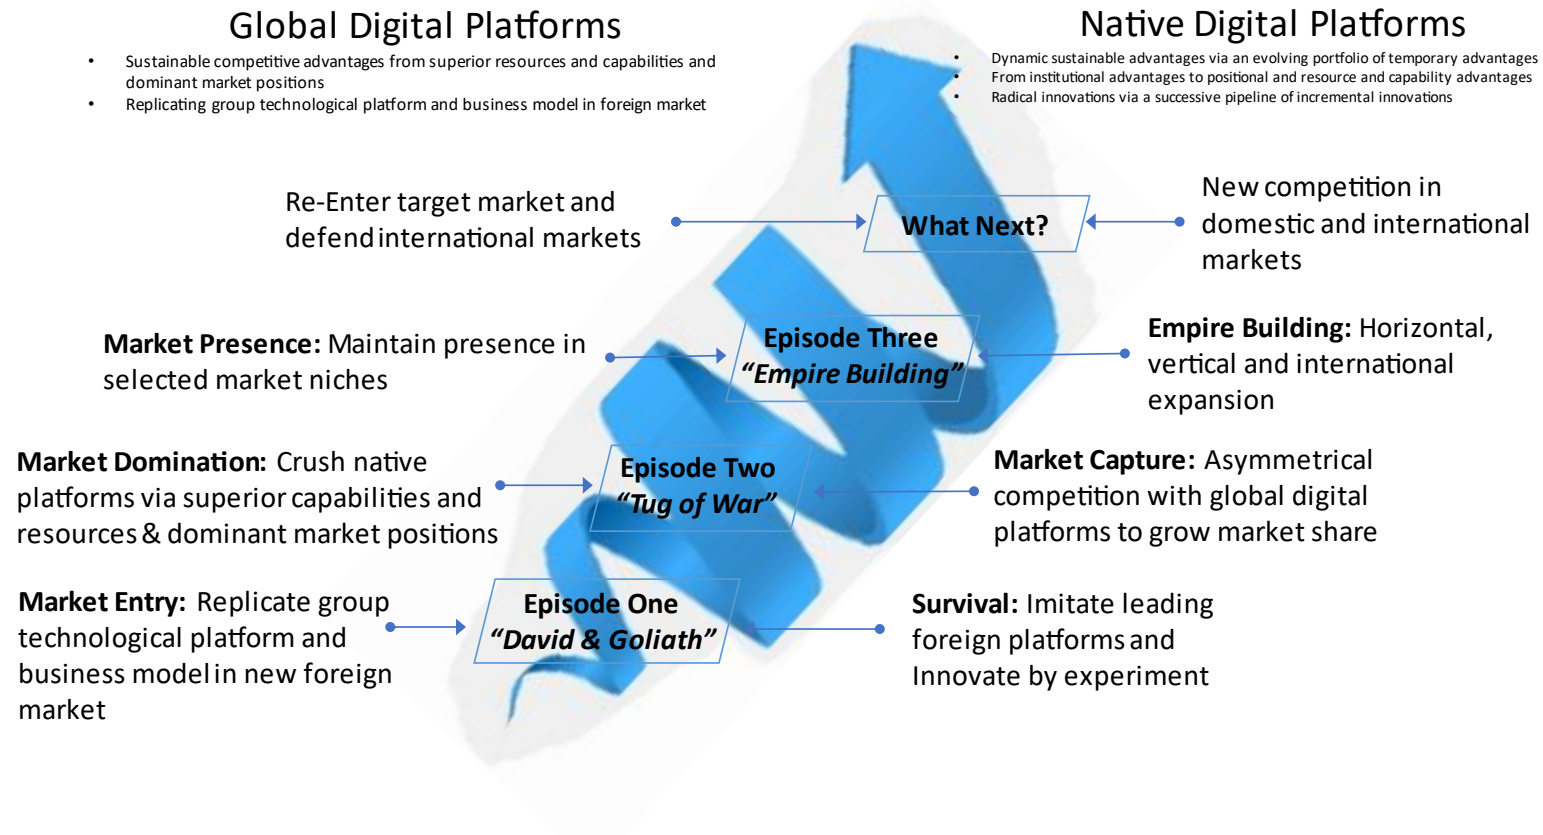 Global Digital Platforms
• Sustainable competitive advantages from superior resources and capabilities and
dominant market positions
• Replicating group technological platform and business model in foreign market
Native Digital Platforms
• Dynamic sustainable advantages via an evolving portfolio of temporary advantages
• From institutional advantages to positional and resource and capability advantages
• Radical innovations via a successive pipeline of incremental innovations
Re-Enter target market and
defend international markets
What Next?
New competition in
domestic and international
markets
Market Presence: Maintain presence in
selected market niches
Episode Three
“Empire Building”
Empire Building: Horizontal,
vertical and international
expansion
Market Domination: Crush native
platforms via superior capabilities and
resources & dominant market positions
Episode Two
“Tug of War”
Market Capture: Asymmetrical
competition with global digital
platforms to grow market share
Market Entry: Replicate group
technological platform and
business model in new foreign
market
Episode One
“David & Goliath”
Survival: Imitate leading
foreign platforms and
Innovate by experiment